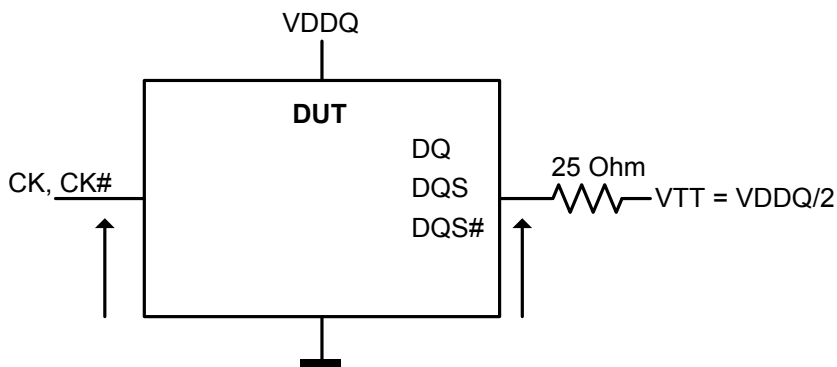 VDDQ
DUT
DQ
25 Ohm
CK, CK#
DQS
VTT = VDDQ/2
DQS#